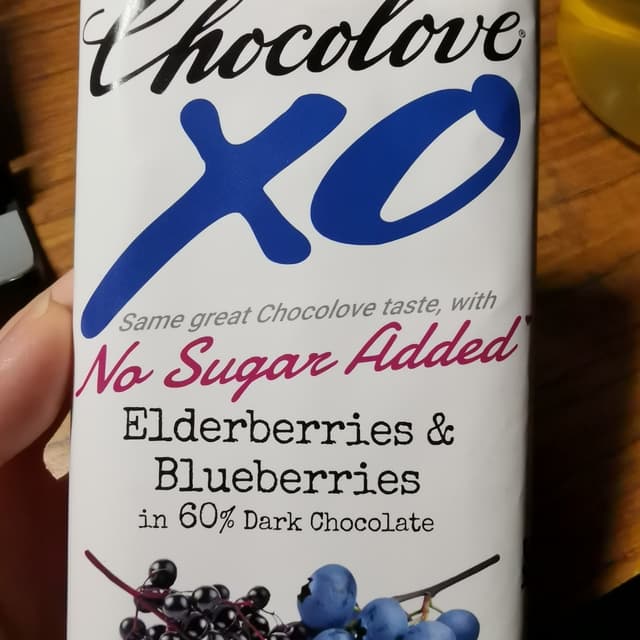 Chocolove®
XO
Same great Chocolove taste, with
No Sugar Added
Elderberries &
Blueberries
in 60% Dark Chocolate